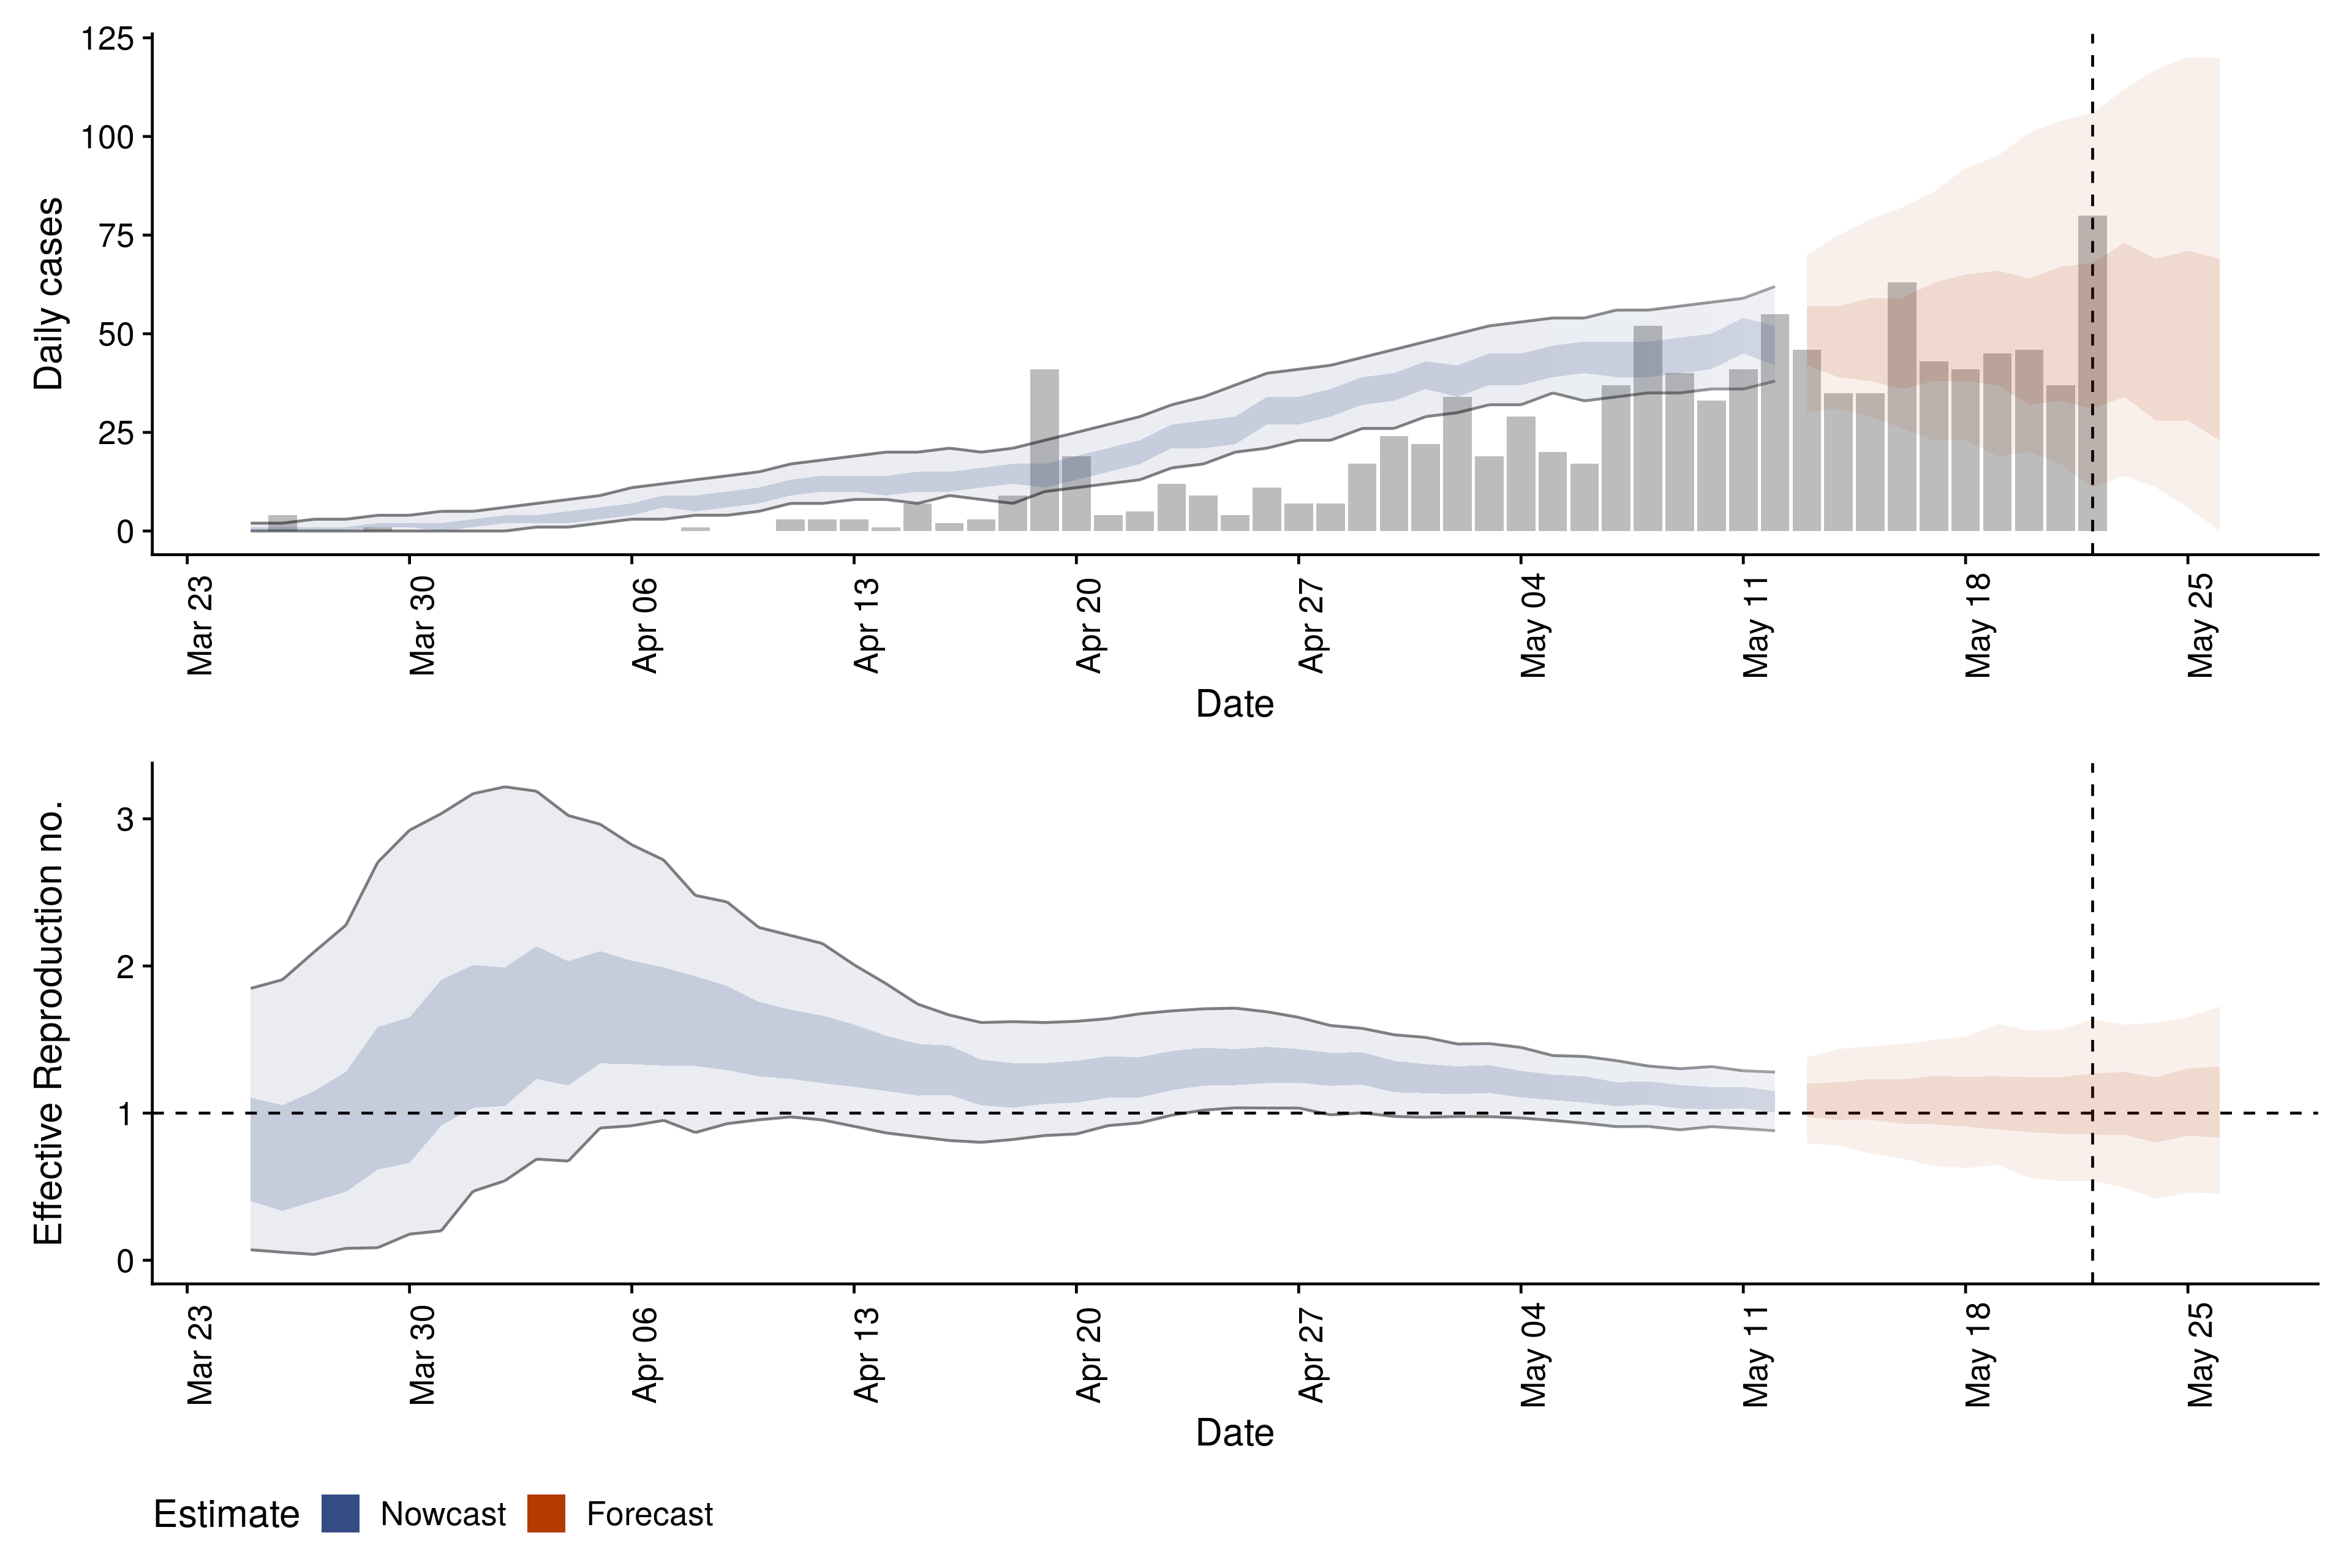 125
100
75
50
25
0
Daily cases
Mar 23
Mar 30
Apr 06
Apr 13
Apr 20
Apr 27
May 04
May 11
May 18
May 25
Date
3
2
1
0
Effective Reproduction no.
Mar 23
Mar 30
Apr 06
Apr 13
Apr 20
Apr 27
May 04
May 11
May 18
May 25
Date
Estimate Nowcast Forecast